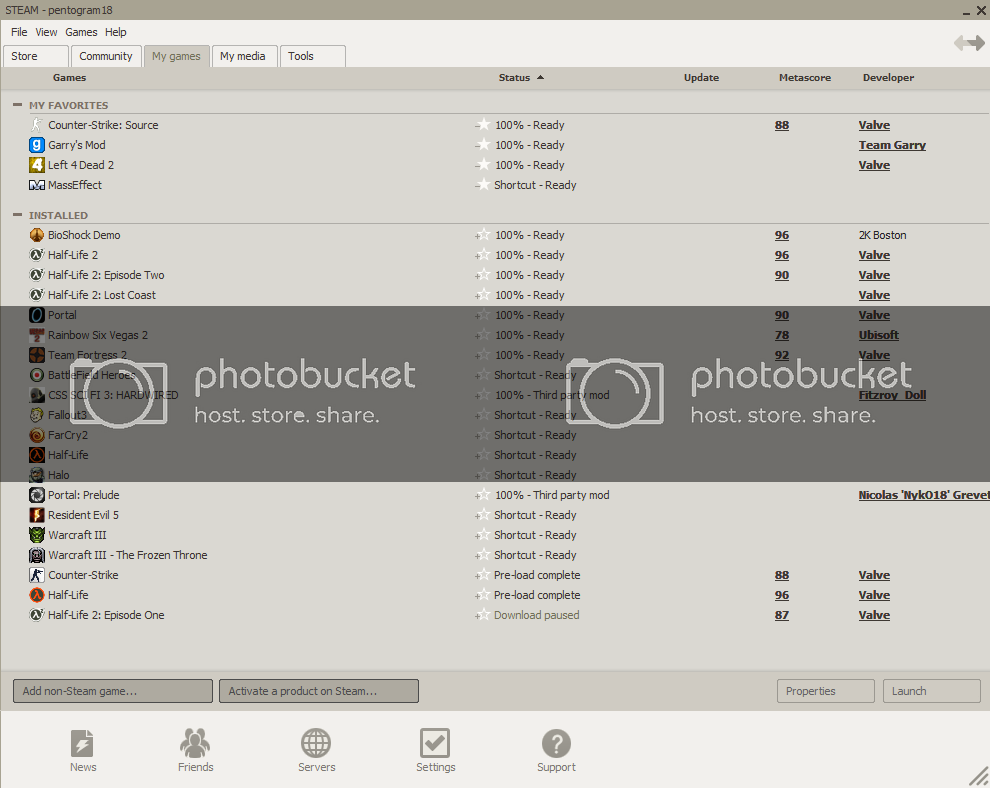 STEAM - pentogram18
File View Games Help
Store Community My games My media Tools
Games Status Update Metascore Developer
MY FAVORITES
Counter-Strike: Source 100% - Ready 88 Valve
Garry's Mod 100% - Ready Team Garry
Left 4 Dead 2 100% - Ready Valve
MassEffect Shortcut - Ready
INSTALLED
BioShock Demo 100% - Ready 96 2K Boston
Half-Life 2 100% - Ready 96 Valve
Half-Life 2: Episode Two 100% - Ready 90 Valve
Half-Life 2: Lost Coast 100% - Ready Valve
Portal 100% - Ready 90 Valve
Rainbow Six Vegas 2 100% - Ready 78 Ubisoft
Team Fortress 2 100% - Ready 92 Valve
BattleField Heroes Shortcut - Ready
photobucket photobucket
CSS SCI FI 3: HARDWIRED 100% - Third party mod Fitzroy_Doll
host. store. share. host. store. share.
Fallout3 Shortcut - Ready
FarCry2 Shortcut - Ready
Half-Life Shortcut - Ready
Halo Shortcut - Ready
Portal: Prelude 100% - Third party mod Nicolas 'NykO18' Grevet
Resident Evil 5 Shortcut - Ready
Warcraft III Shortcut - Ready
Warcraft III - The Frozen Throne Shortcut - Ready
Counter-Strike Pre-load complete 88 Valve
Half-Life Pre-load complete 96 Valve
Half-Life 2: Episode One Download paused 87 Valve
Add non-Steam game... Activate a product on Steam... Properties Launch
News Friends Servers Settings Support